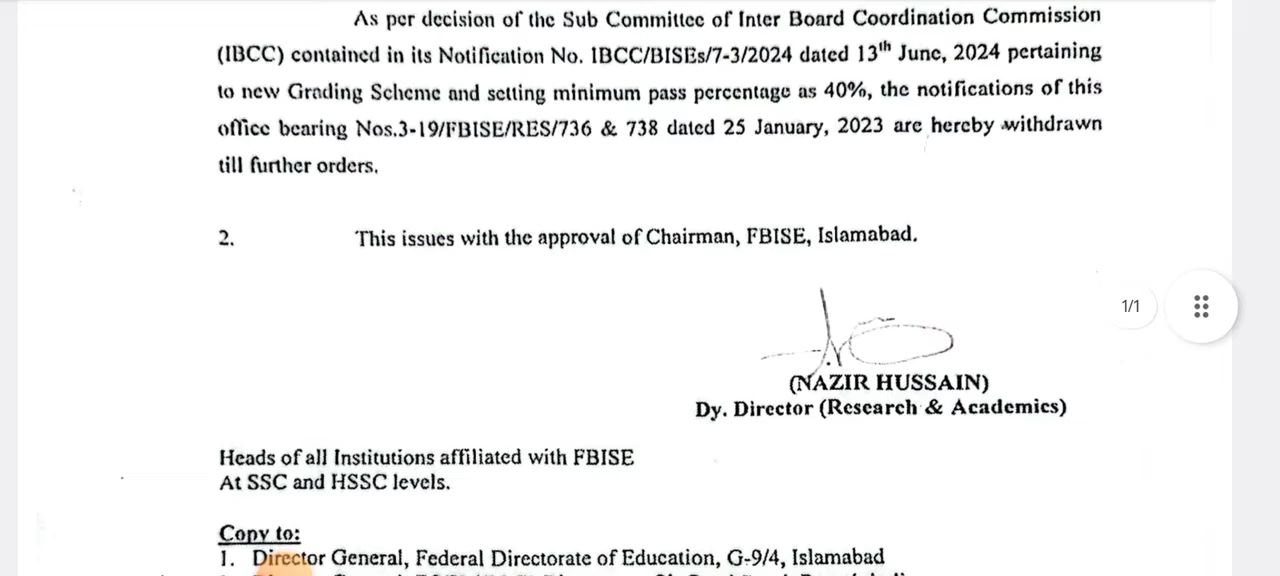 As per decision of the Sub Committee of Inter Board Coordination Commission
(IBCC) contained in its Notification No. IBCC/BISEs/7-3/2024 dated 13th June, 2024 pertaining
to new Grading Scheme and setting minimum pass percentage as 40%, the notifications of this
office bearing Nos.3-19/FBISE/RES/736 & 738 dated 25 January, 2023 are hereby withdrawn
till further orders.
2. This issues with the approval of Chairman, FBISE, Islamabad.
1/1
(NAZIR HUSSAIN)
Dy. Director (Research & Academics)
Heads of all Institutions affiliated with FBISE
At SSC and HSSC levels.
Copy to:
1. Director General, Federal Directorate of Education, G-9/4, Islamabad